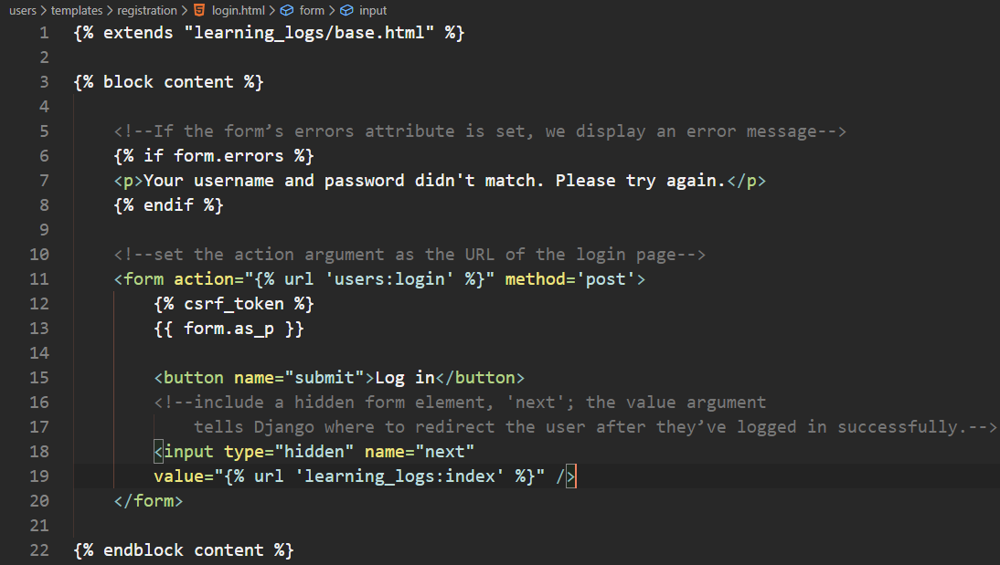 users > templates > registration > login.html > form > input
1 {% extends "learning_logs/base.html" %}
2
3 {% block content %}
4
5 <!--If the form’s errors attribute is set, we display an error message-->
6 {% if form.errors %}
7 <p>Your username and password didn't match. Please try again.</p>
8 {% endif %}
9
10 <!--set the action argument as the URL of the login page-->
11 <form action="{% url 'users:login' %}" method='post'>
12 {% csrf_token %}
13 {{ form.as_p }}
14
15 <button name="submit">Log in</button>
16 <!--include a hidden form element, 'next'; the value argument
17 tells Django where to redirect the user after they’ve logged in successfully.-->
18 <input type="hidden" name="next"
19 value="{% url 'learning_logs:index' %}" />
20 </form>
21
22 {% endblock content %}